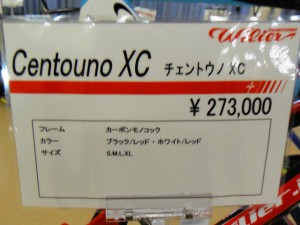 Wilier
Centouno XC チェントウノ XC
¥ 273,000
フレーム カーボンモノコック
カラー ブラック/レッド・ホワイト/レッド
サイズ S,M,L,XL